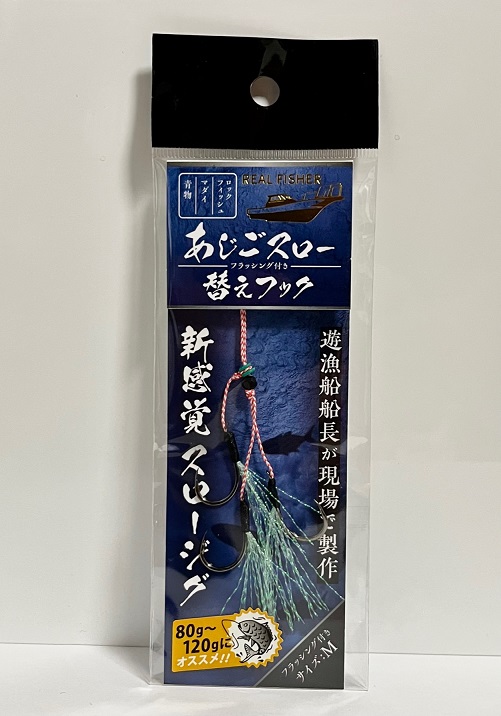 REAL FISHER
ロック
フィッシュ
マダイ
青物
あじごスロー
フラッシング付き
替えフック
遊漁船船長が現場で製作
新感覚スロージグ
80g～
120gに
オススメ!!
フラッシング付き
サイズ:M